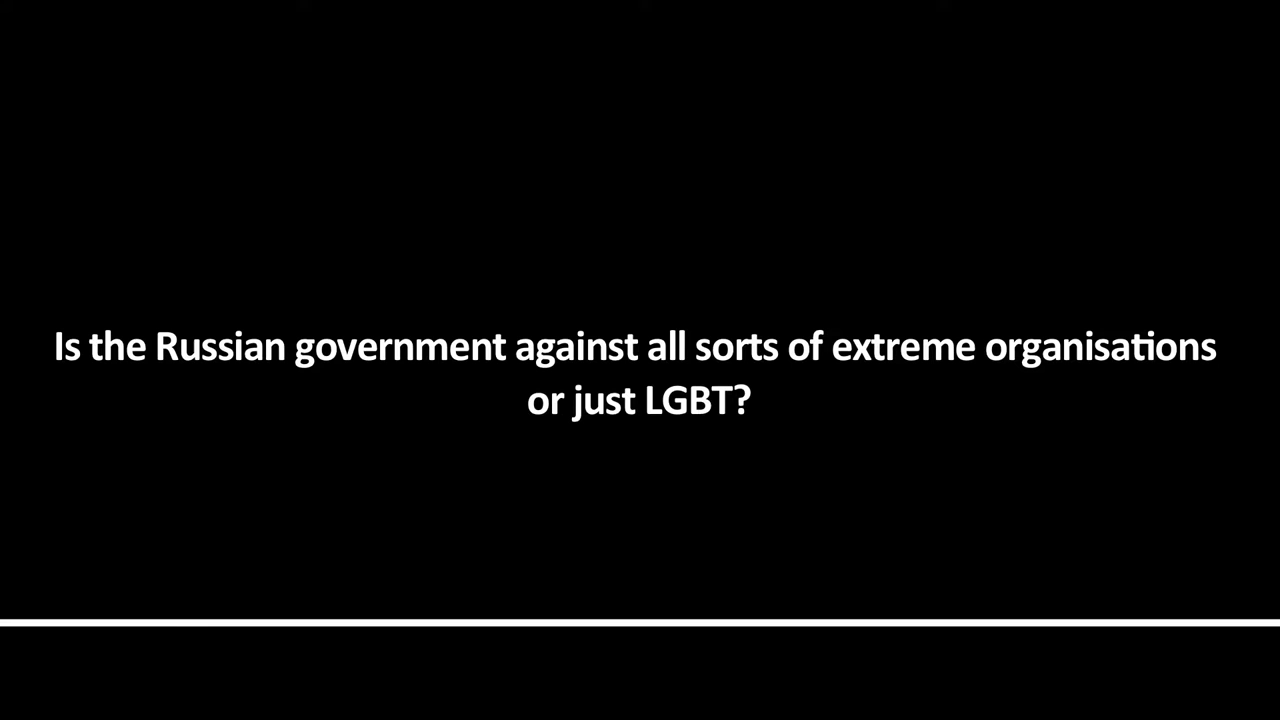 Is the Russian government against all sorts of extreme organisations
or just LGBT?